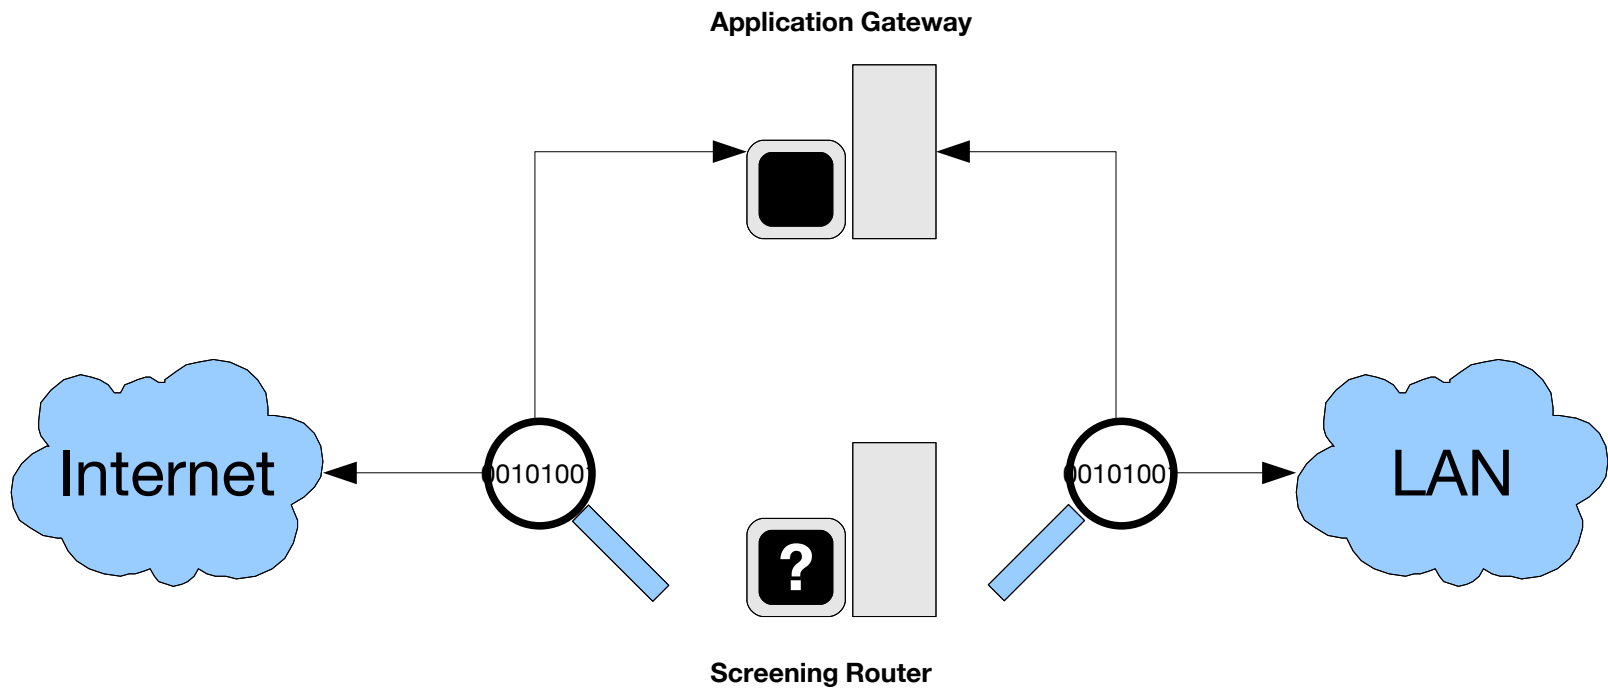 Application Gateway
Internet
0010100
0010100
LAN
?
Screening Router